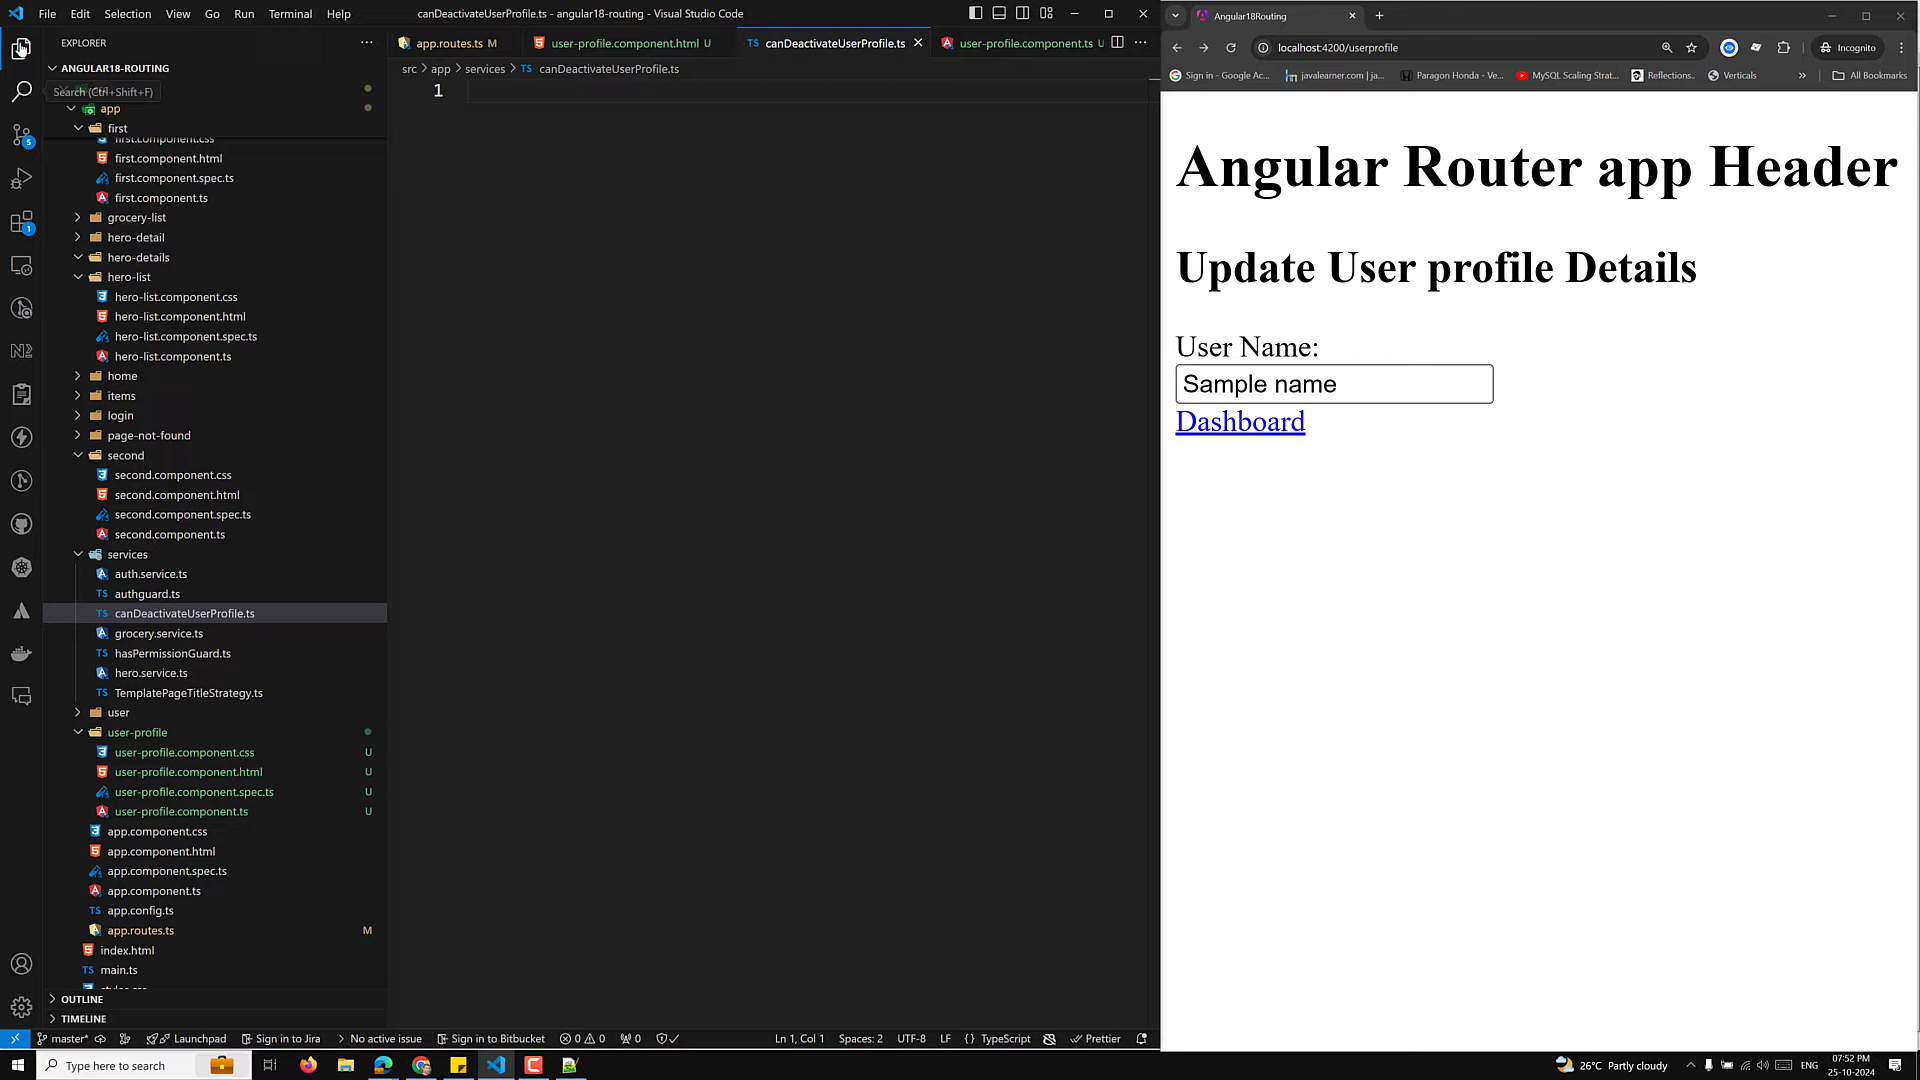 File Edit Selection View Go Run Terminal Help
canDeactivateUserProfile.ts - angular18-routing - Visual Studio Code
EXPLORER
ANGULAR18-ROUTING
Search (Ctrl+Shift+F)
app
first
first.component.css
first.component.html
first.component.spec.ts
first.component.ts
grocery-list
hero-detail
hero-details
hero-list
hero-list.component.css
hero-list.component.html
hero-list.component.spec.ts
hero-list.component.ts
home
items
login
page-not-found
second
second.component.css
second.component.html
second.component.spec.ts
second.component.ts
services
auth.service.ts
TS authguard.ts
TS canDeactivateUserProfile.ts
grocery.service.ts
TS hasPermissionGuard.ts
hero.service.ts
TS TemplatePageTitleStrategy.ts
user
user-profile
user-profile.component.css U
user-profile.component.html U
user-profile.component.spec.ts U
user-profile.component.ts U
app.component.css
app.component.html
app.component.spec.ts
app.component.ts
TS app.config.ts
app.routes.ts M
index.html
TS main.ts
OUTLINE
TIMELINE
app.routes.ts M
user-profile.component.html U
TS canDeactivateUserProfile.ts
user-profile.component.ts U
src > app > services > TS canDeactivateUserProfile.ts
1
master* Launchpad Sign in to Jira No active issue Sign in to Bitbucket 0 0 0
Ln 1, Col 1 Spaces: 2 UTF-8 LF {} TypeScript Prettier
Angular18Routing
localhost:4200/userprofile
Incognito
Sign in - Google Ac...
javalearner.com | ja...
Paragon Honda - Ve...
MySQL Scaling Strat...
Reflections..
Verticals
All Bookmarks
Angular Router app Header
Update User profile Details
User Name:
Sample name
Dashboard
Type here to search
26°C Partly cloudy
ENG
07:52 PM
25-10-2024